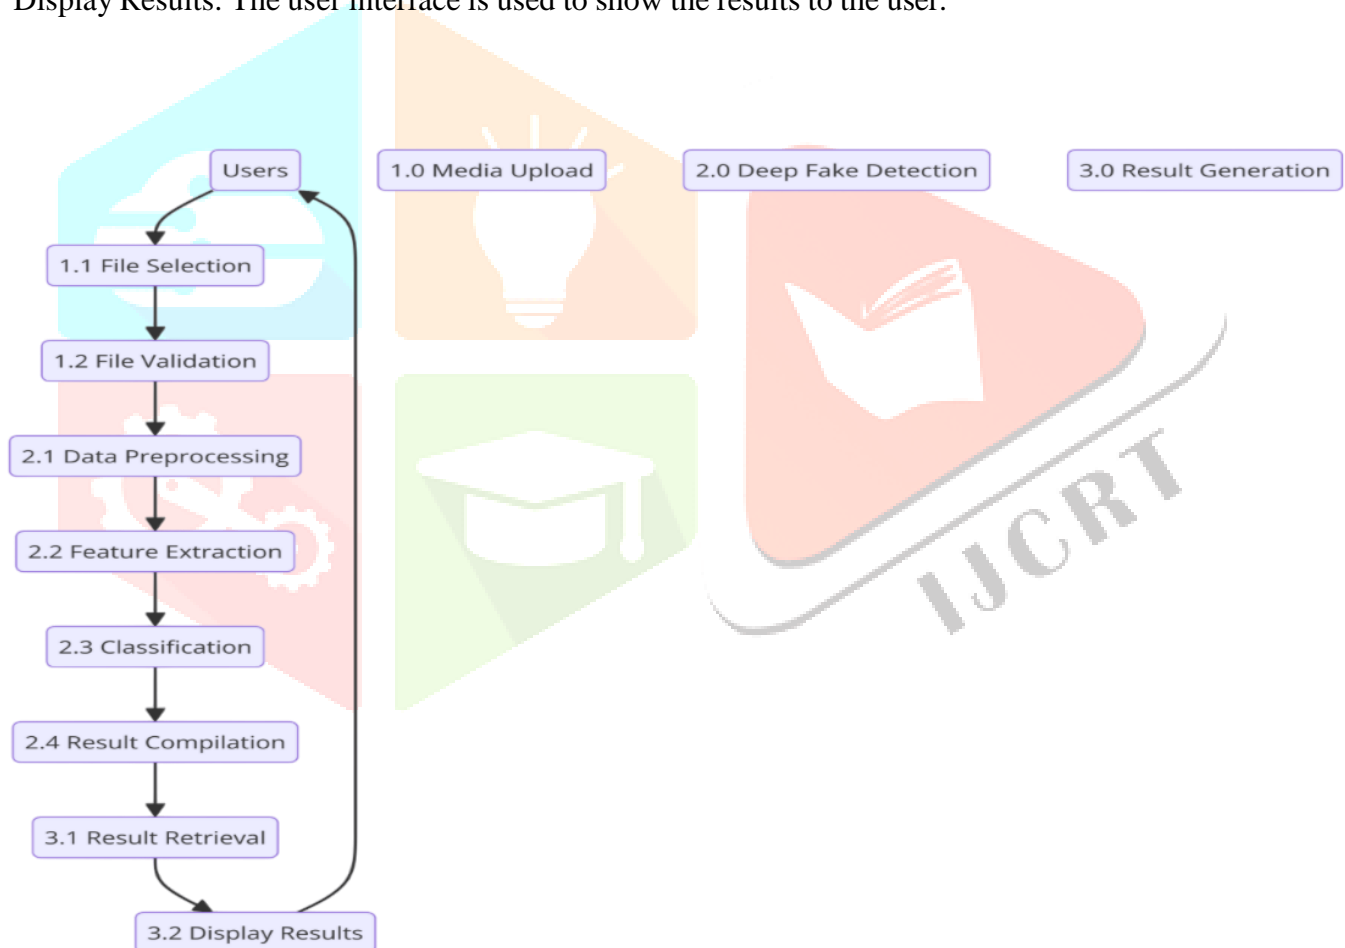 Display Results: The user interface is used to show the results to the user.
Users
1.0 Media Upload
2.0 Deep Fake Detection
3.0 Result Generation
1.1 File Selection
1.2 File Validation
2.1 Data Preprocessing
2.2 Feature Extraction
2.3 Classification
2.4 Result Compilation
3.1 Result Retrieval
3.2 Display Results
IJCRT